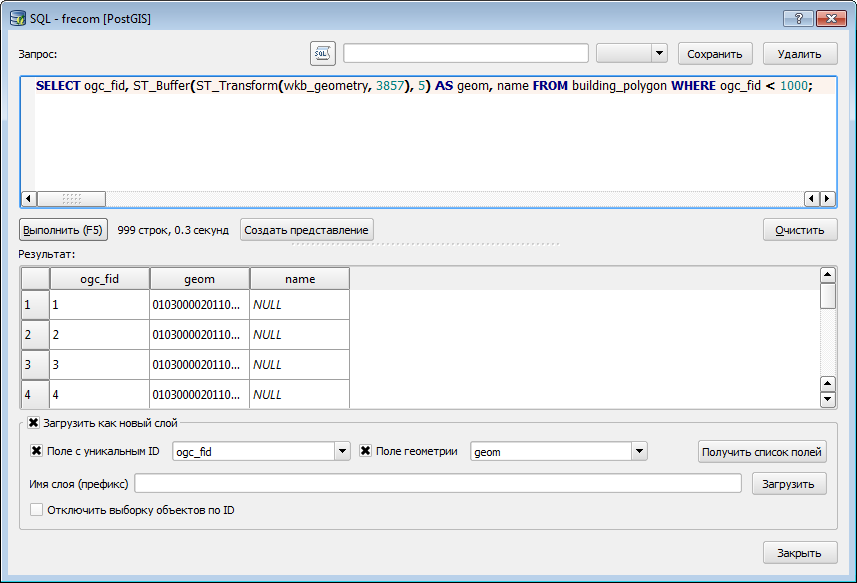 SQL - frecom [PostGIS]
?
Запрос:
SQL
Сохранить
Удалить
SELECT ogc_fid, ST_Buffer(ST_Transform(wkb_geometry, 3857), 5) AS geom, name FROM building_polygon WHERE ogc_fid < 1000;
Выполнить (F5)
999 строк, 0.3 секунд
Создать представление
Очистить
Результат:
ogc_fid geom name
1 1 0103000020110... NULL
2 2 0103000020110... NULL
3 3 0103000020110... NULL
4 4 0103000020110... NULL
Загрузить как новый слой
Поле с уникальным ID ogc_fid Поле геометрии geom Получить список полей
Имя слоя (префикс) Загрузить
Отключить выборку объектов по ID
Закрыть